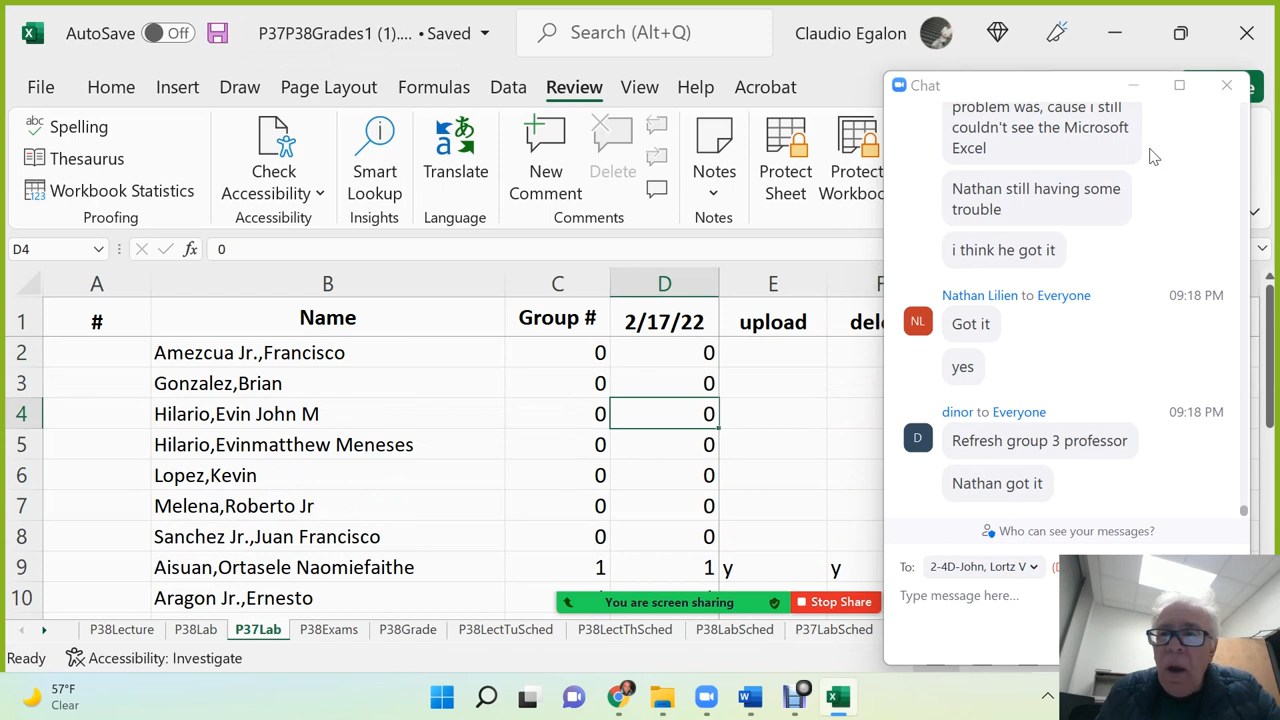 AutoSave Off P37P38Grades1 (1).... • Saved Search (Alt+Q) Claudio Egalon
File Home Insert Draw Page Layout Formulas Data Review View Help Acrobat
Spelling
Thesaurus
Workbook Statistics
Proofing
Check
Accessibility
Accessibility
Smart
Lookup
Insights
Translate
Language
New
Comment
Delete
Comments
Notes
Notes
Protect
Sheet
Protect
Workboo
D4 fx 0
A B C D E F
1 # Name Group # 2/17/22 upload del
2 Amezcua Jr.,Francisco 0 0
3 Gonzalez,Brian 0 0
4 Hilario,Evin John M 0 0
5 Hilario,Evinmatthew Meneses 0 0
6 Lopez,Kevin 0 0
7 Melena,Roberto Jr 0 0
8 Sanchez Jr.,Juan Francisco 0 0
9 Aisuan,Ortasele Naomiefaithe 1 1 y y
10 Aragon Jr.,Ernesto
You are screen sharing Stop Share
P38Lecture P38Lab P37Lab P38Exams P38Grade P38LectTuSched P38LectThSched P38LabSched P37LabSched
Ready Accessibility: Investigate
57°F
Clear
Chat
problem was, cause i still
couldn't see the Microsoft
Excel
Nathan still having some
trouble
i think he got it
Nathan Lilien to Everyone 09:18 PM
NL
Got it
yes
dinor to Everyone 09:18 PM
D
Refresh group 3 professor
Nathan got it
Who can see your messages?
To: 2-4D-John, Lortz V
Type message here...